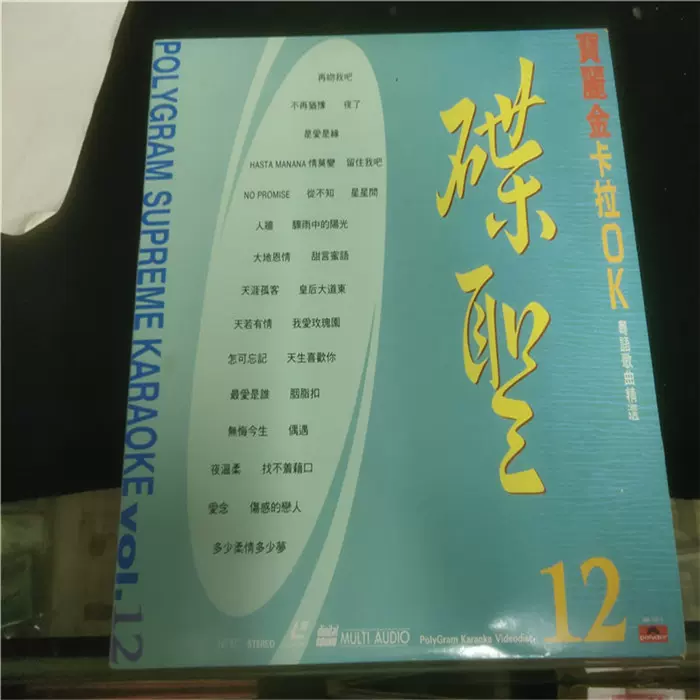 POLYGRAM SUPREME KARAOKE vol.12
再吻我吧
不再猶豫 夜了
是愛是緣
HASTA MANANA 情莫變 留住我吧
NO PROMISE 從不知 星星問
人牆 驟雨中的陽光
大地恩情 甜言蜜語
天涯孤客 皇后大道東
天若有情 我愛玫瑰園
怎可忘記 天生喜歡你
最愛是誰 胭脂扣
無悔今生 偶遇
夜溫柔 找不着藉口
愛念 傷感的戀人
多少柔情多少夢
碟聖
寶麗金卡拉OK
粵語歌曲精選
12
STEREO
digital sound
MULTI AUDIO
PolyGram Karaoke Videodisc